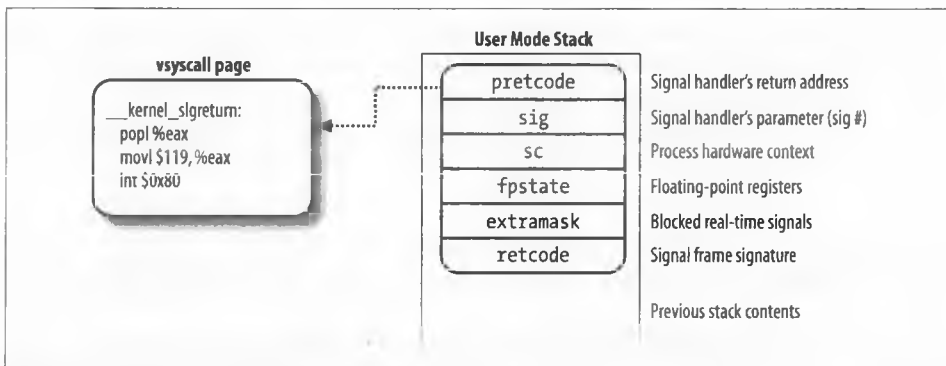 User Mode Stack
vsyscall page
__kernel_sigreturn:
popl %eax
movl $119, %eax
int $0x80
pretcode Signal handler's return address
sig Signal handler's parameter (sig #)
sc Process hardware context
fpstate Floating-point registers
extramask Blocked real-time signals
retcode Signal frame signature
Previous stack contents